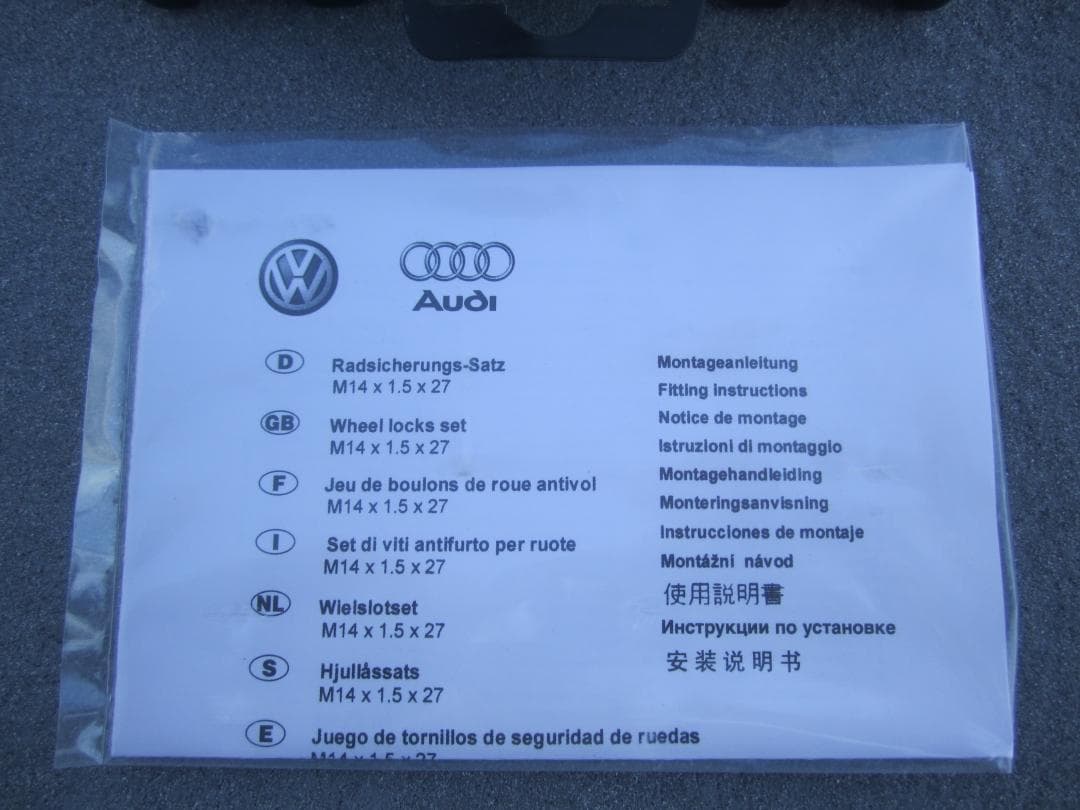 Audi
D Radsicherungs-Satz
M14 x 1.5 x 27
GB Wheel locks set
M14 x 1.5 x 27
F Jeu de boulons de roue antivol
M14 x 1.5 x 27
I Set di viti antifurto per ruote
M14 x 1.5 x 27
NL Wielslotset
M14 x 1.5 x 27
S Hjullåssats
M14 x 1.5 x 27
E Juego de tornillos de seguridad de ruedas
M14 x 1.5 x 27
Montageanleitung
Fitting instructions
Notice de montage
Istruzioni di montaggio
Montagehandleiding
Monteringsanvisning
Instrucciones de montaje
Montážní návod
使用説明書
Инструкции по установке
安装说明书